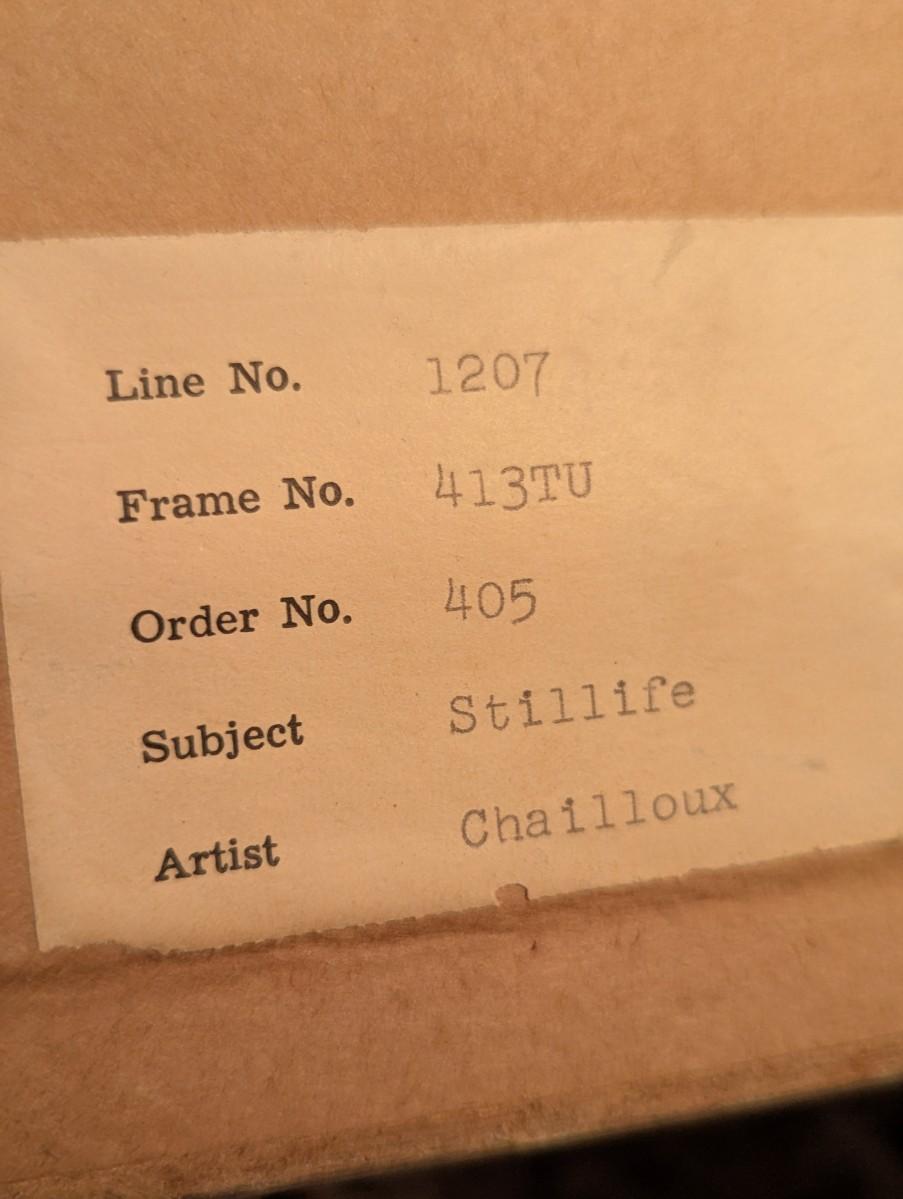 Line No. 1207
Frame No. 413TU
Order No. 405
Subject Stillife
Artist Chailloux